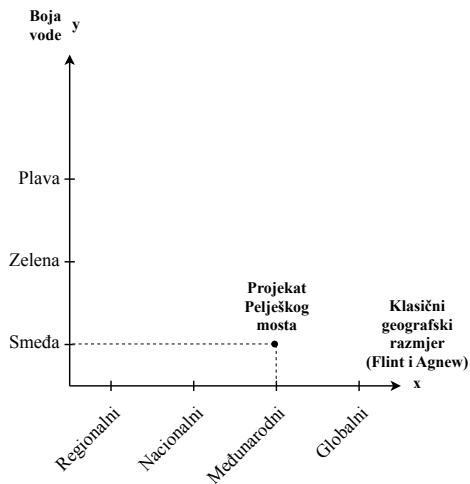 Boja
vode
y
Plava
Zelena
Smeđa
Projekat
Pelješkog
mosta
Klasični
geografski
razmjer
(Flint i Agnew)
x
Regionalni
Nacionalni
Međunarodni
Globalni